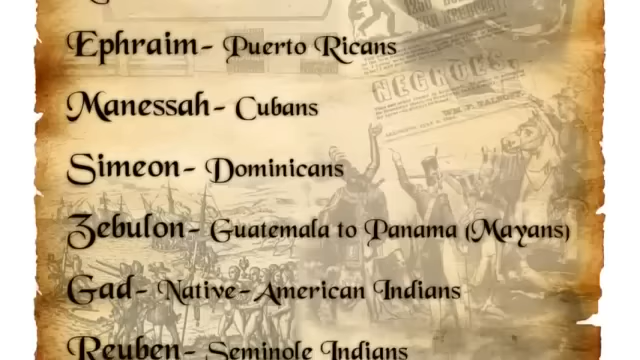 Ephraim- Puerto Ricans
NEGROES,
Manessah- Cubans
Simeon- Dominicans
Zebulon- Guatemala to Panama (Mayans)
Gad- Native-American Indians
Reuben- Seminole Indians